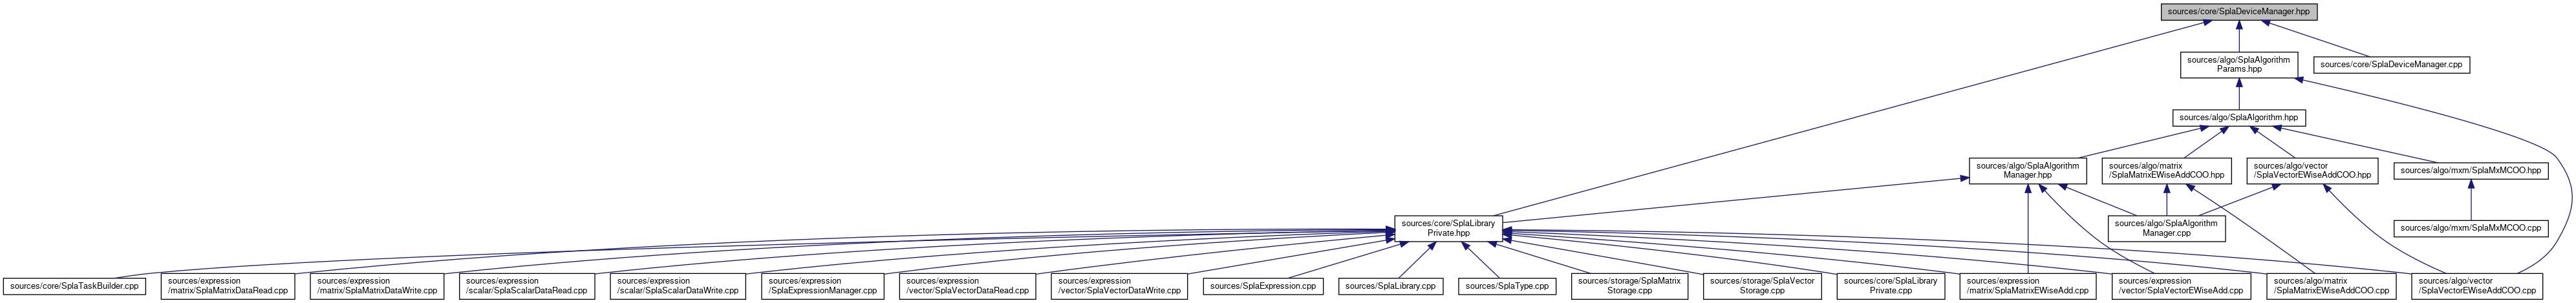 sources/core/SplaDeviceManager.hpp
sources/algo/SplaAlgorithm
Params.hpp
sources/core/SplaDeviceManager.cpp
sources/algo/SplaAlgorithm.hpp
sources/algo/SplaAlgorithm
Manager.hpp
sources/algo/matrix
/SplaMatrixEWiseAddCOO.hpp
sources/algo/vector
/SplaVectorEWiseAddCOO.hpp
sources/algo/mxm/SplaMxMCOO.hpp
sources/core/SplaLibrary
Private.hpp
sources/algo/SplaAlgorithm
Manager.cpp
sources/algo/mxm/SplaMxMCOO.cpp
sources/core/SplaTaskBuilder.cpp
sources/expression
/matrix/SplaMatrixDataRead.cpp
sources/expression
/matrix/SplaMatrixDataWrite.cpp
sources/expression
/scalar/SplaScalarDataRead.cpp
sources/expression
/scalar/SplaScalarDataWrite.cpp
sources/expression
/SplaExpressionManager.cpp
sources/expression
/vector/SplaVectorDataRead.cpp
sources/expression
/vector/SplaVectorDataWrite.cpp
sources/SplaExpression.cpp
sources/SplaLibrary.cpp
sources/SplaType.cpp
sources/storage/SplaMatrix
Storage.cpp
sources/storage/SplaVector
Storage.cpp
sources/core/SplaLibrary
Private.cpp
sources/expression
/matrix/SplaMatrixEWiseAdd.cpp
sources/expression
/vector/SplaVectorEWiseAdd.cpp
sources/algo/matrix
/SplaMatrixEWiseAddCOO.cpp
sources/algo/vector
/SplaVectorEWiseAddCOO.cpp